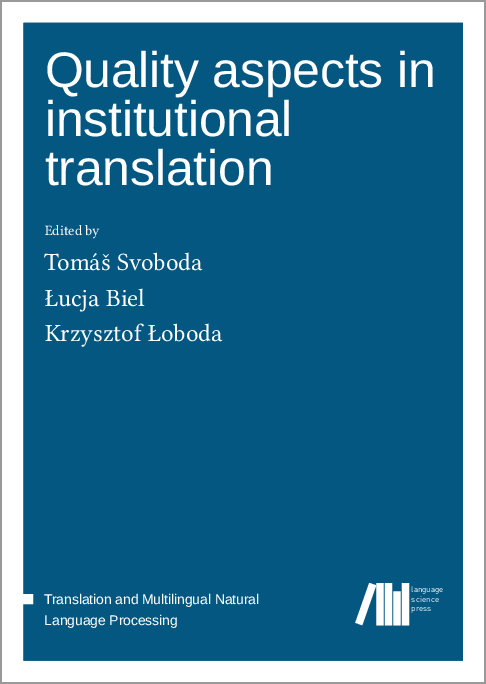 Quality aspects in
institutional
translation
Edited by
Tomáš Svoboda
Łucja Biel
Krzysztof Łoboda
Translation and Multilingual Natural
Language Processing
language
science
press